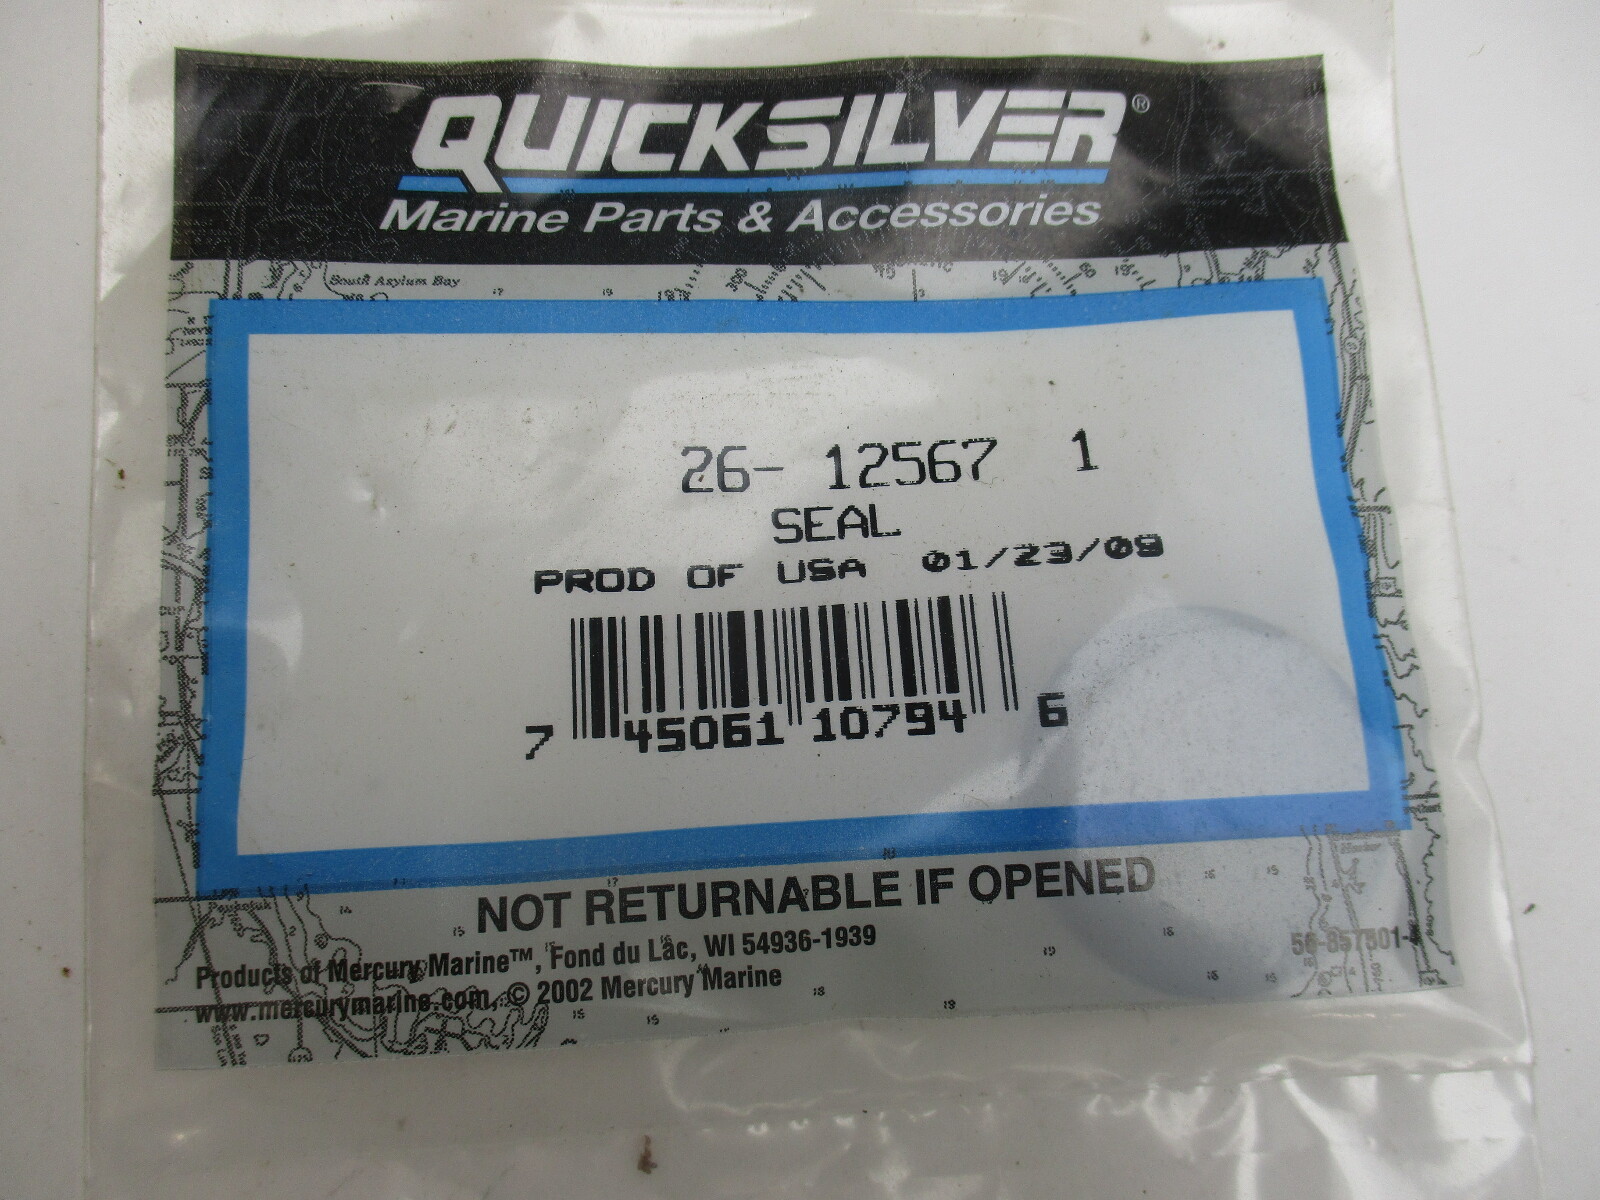 QUICKSILVER®
Marine Parts & Accessories
South Asylum Bay
26- 12567 1
SEAL
PROD OF USA 01/23/09
7 45061 10794 6
NOT RETURNABLE IF OPENED
Products of Mercury Marine™, Fond du Lac, WI 54936-1939
www.mercurymarine.com, © 2002 Mercury Marine